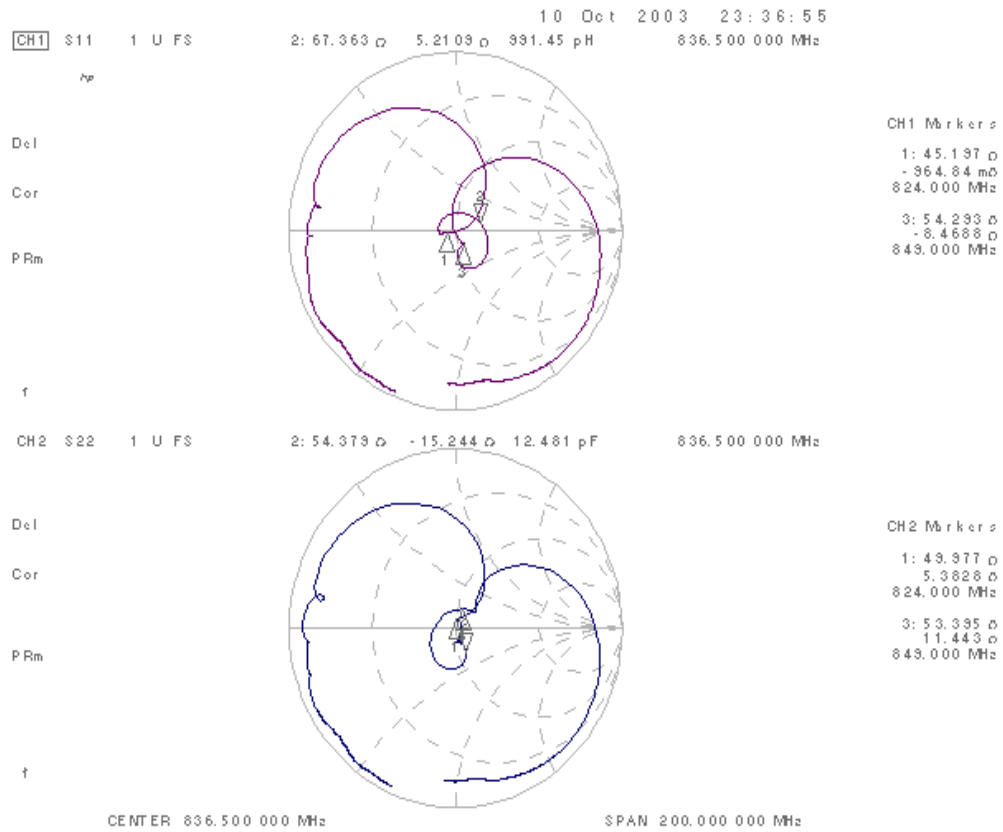 10 Oct 2003 23:36:55
CH1 S11 1 U FS 2: 67.363 Ω 5.2109 Ω 991.45 pH 836.500 000 MHz
hp
CH1 Markers
Del
1: 45.197 Ω
-964.84 mΩ
824.000 MHz
Cor
3: 54.293 Ω
-8.4688 Ω
849.000 MHz
PRm
2
1
3
↑
CH2 S22 1 U FS 2: 54.379 Ω -15.244 Ω 12.481 pF 836.500 000 MHz
CH2 Markers
Del
1: 49.977 Ω
5.3828 Ω
824.000 MHz
Cor
3: 53.395 Ω
11.443 Ω
849.000 MHz
PRm
↑
CENTER 836.500 000 MHz SPAN 200.000 000 MHz